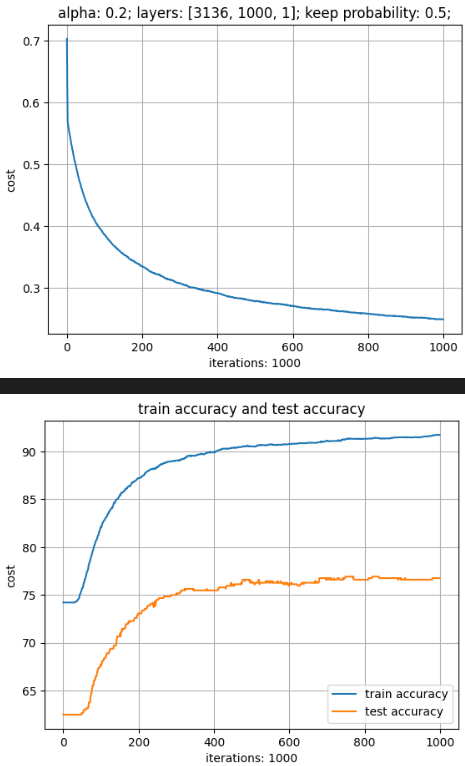 alpha: 0.2; layers: [3136, 1000, 1]; keep probability: 0.5;
0.7
0.6
0.5
0.4
0.3
cost
0 200 400 600 800 1000
iterations: 1000
train accuracy and test accuracy
90
85
80
75
70
65
cost
train accuracy
test accuracy
0 200 400 600 800 1000
iterations: 1000